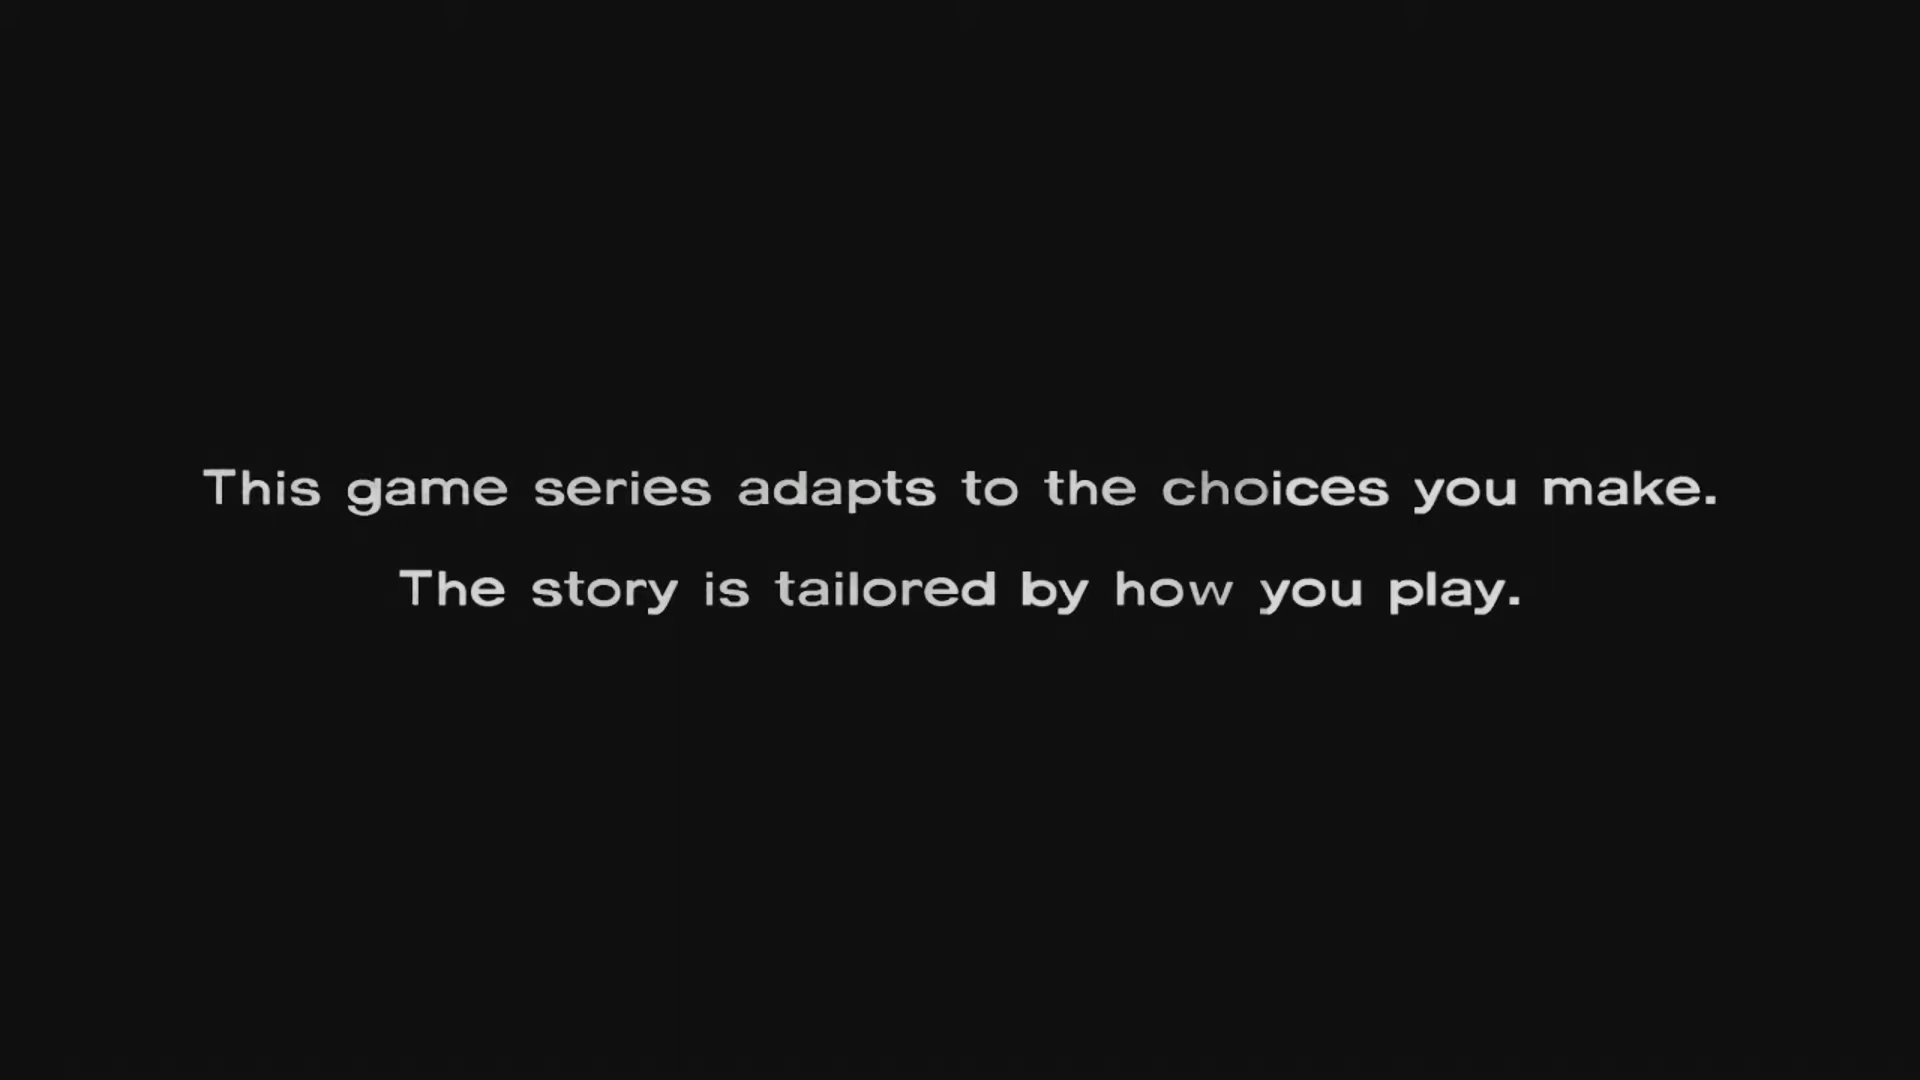 This game series adapts to the choices you make.
The story is tailored by how you play.